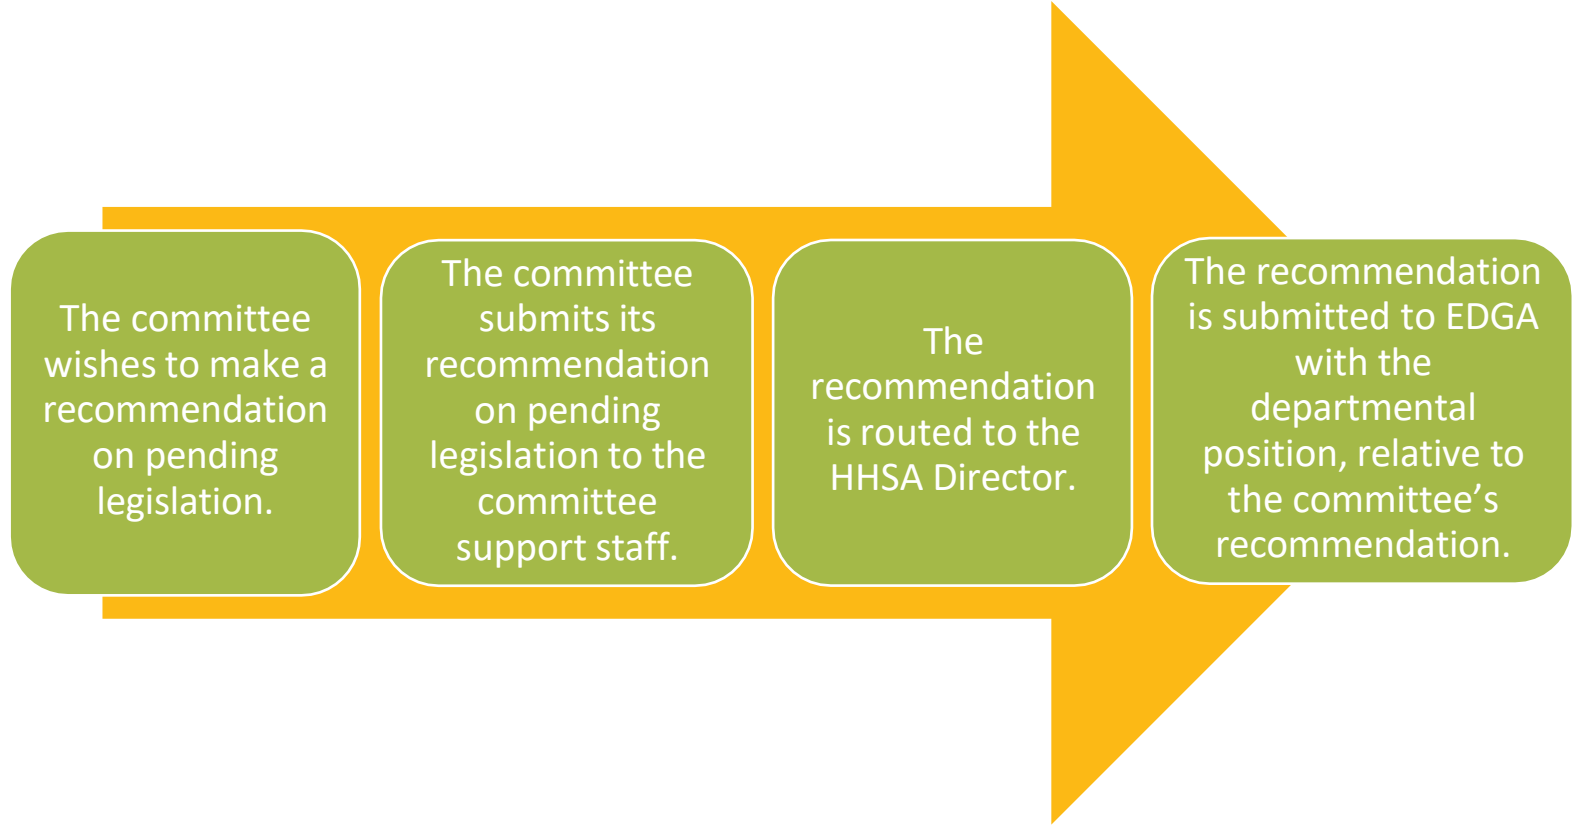 The committee
wishes to make a
recommendation
on pending
legislation.
The committee
submits its
recommendation
on pending
legislation to the
committee
support staff.
The
recommendation
is routed to the
HHSA Director.
The recommendation
is submitted to EDGA
with the
departmental
position, relative to
the committee’s
recommendation.